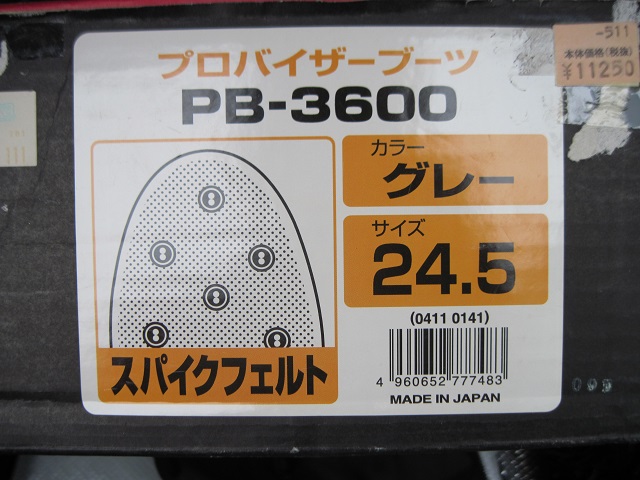 -511
本体価格(税抜)
¥11250
プロバイザーブーツ
PB-3600
カラー
グレー
サイズ
24.5
(0411 0141)
スパイクフェルト
4 960652 777483
MADE IN JAPAN